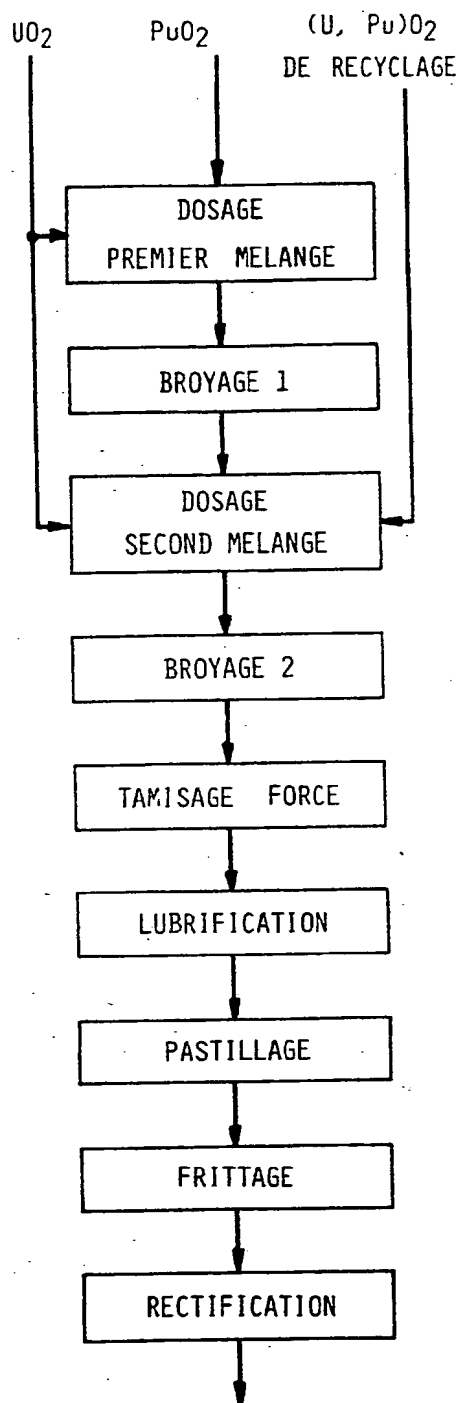 UO2
PuO2
(U, Pu)O2
DE RECYCLAGE
DOSAGE
PREMIER MELANGE
BROYAGE 1
DOSAGE
SECOND MELANGE
BROYAGE 2
TAMISAGE FORCE
LUBRIFICATION
PASTILLAGE
FRITTAGE
RECTIFICATION